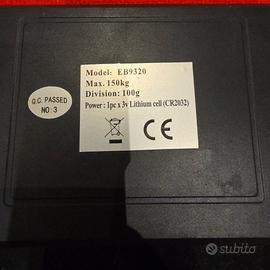 Model: EB9320
Max. 150kg
Division: 100g
Power : 1pc x 3v Lithium cell (CR2032)
Q.C. PASSED
NO: 3
CE
subito